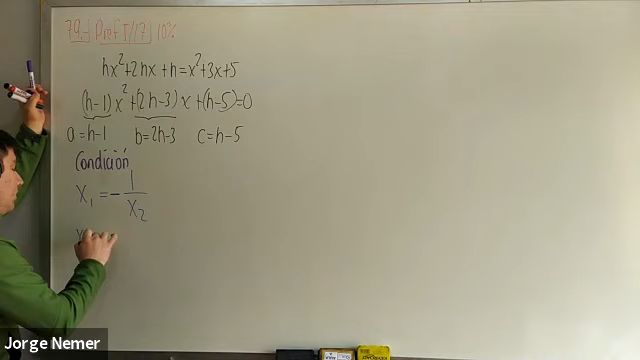 79.-) Pref I/17) 10%
hx²+2hx+h=x²+3x+5
(h-1)x²+(2h-3)x+(h-5)=0
a=h-1 b=2h-3 c=h-5
Condición
X₁=-1/X₂
Jorge Nemer